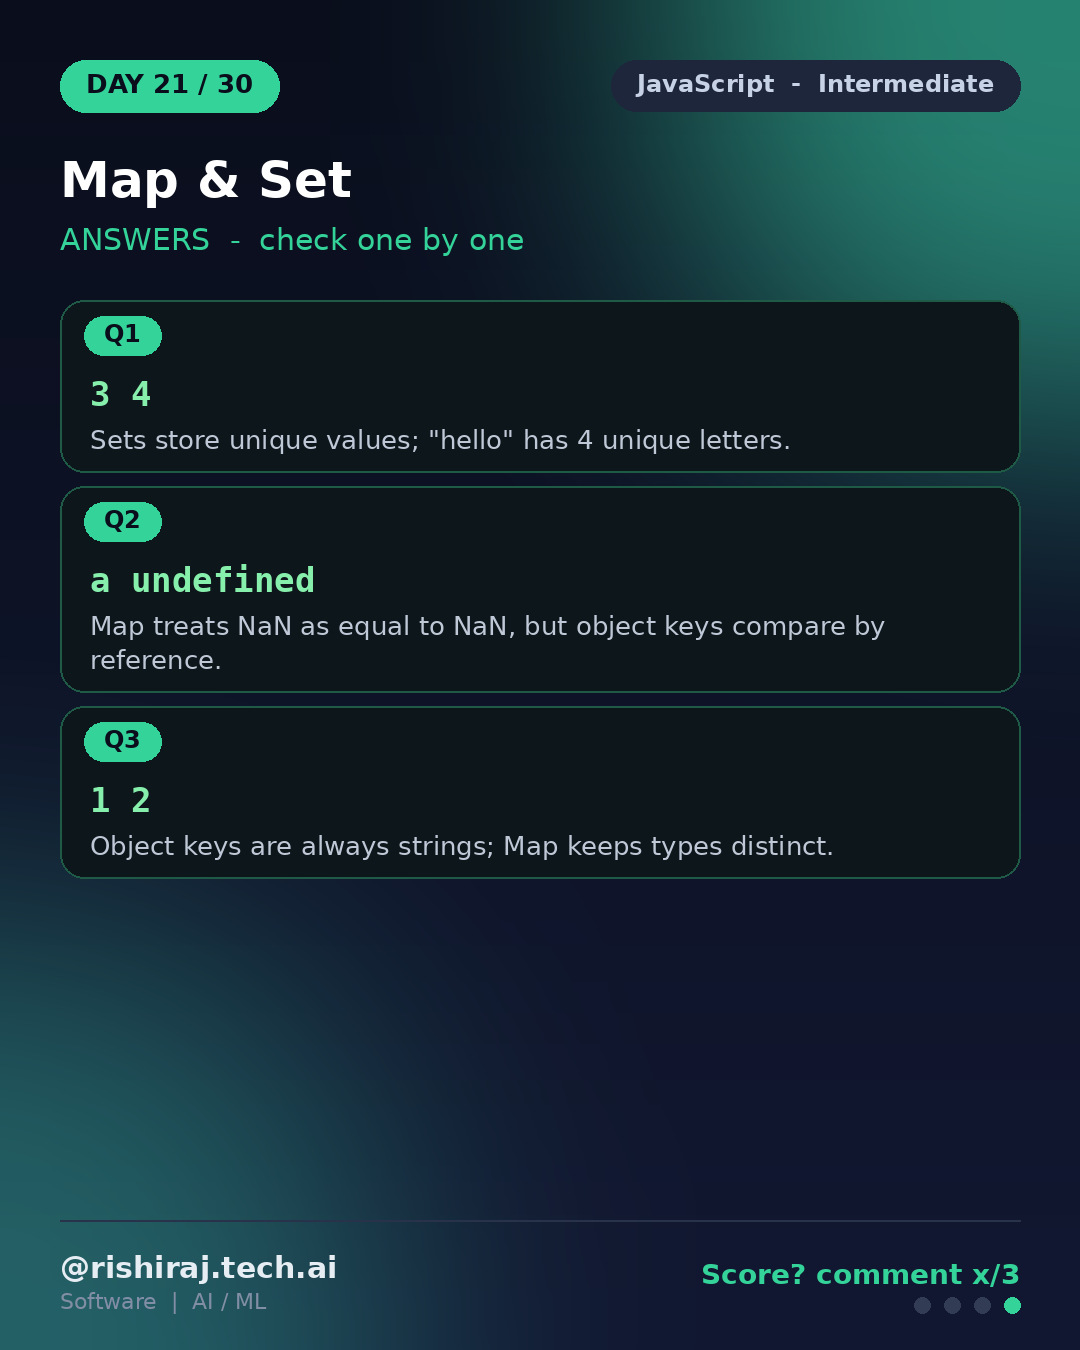 DAY 21 / 30
JavaScript - Intermediate
Map & Set
ANSWERS - check one by one
Q1
3 4
Sets store unique values; "hello" has 4 unique letters.
Q2
a undefined
Map treats NaN as equal to NaN, but object keys compare by
reference.
Q3
1 2
Object keys are always strings; Map keeps types distinct.
@rishiraj.tech.ai
Software | AI / ML
Score? comment x/3